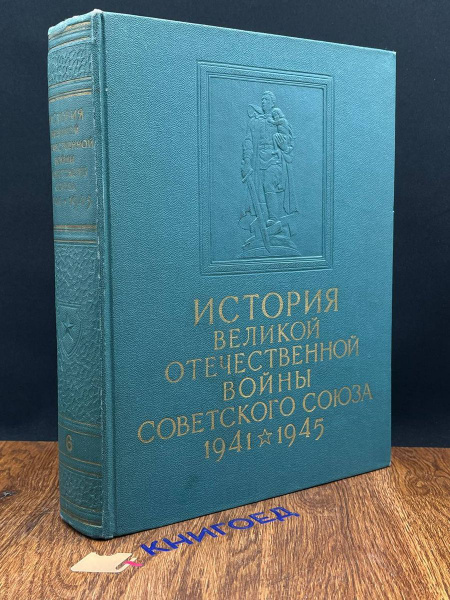 ИСТОРИЯ
ВЕЛИКОЙ
ОТЕЧЕСТВЕННОЙ
ВОЙНЫ
СОВЕТСКОГО СОЮЗА
1941 ☆ 1945
6
КНИГОЕД